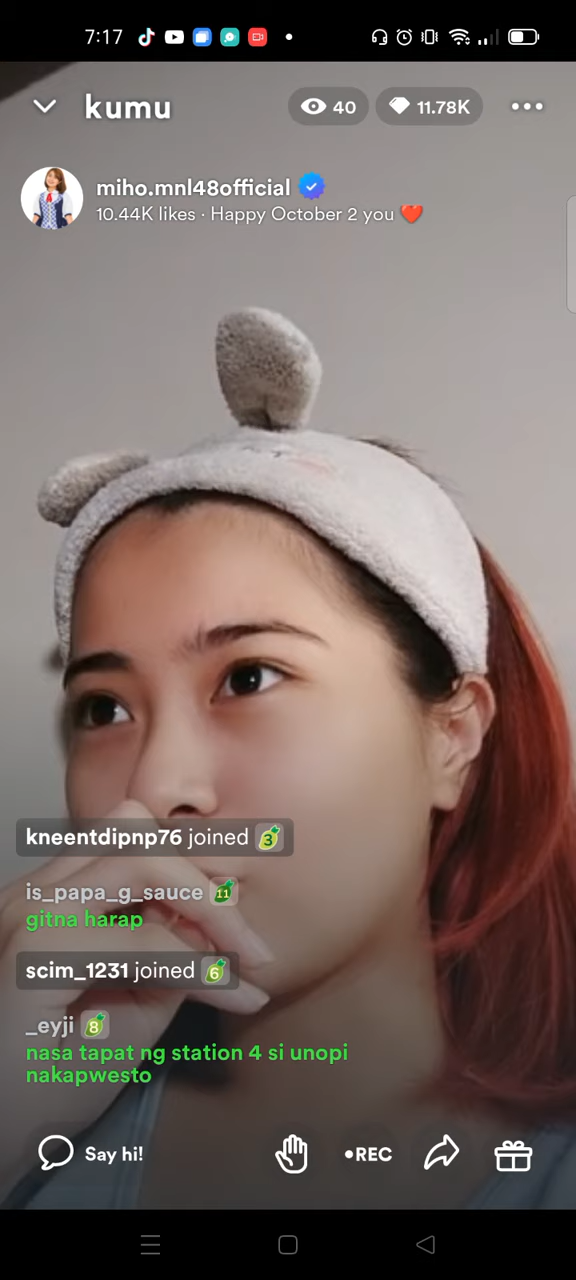 7:17
kumu
40
11.78K
miho.mnl48official
10.44K likes · Happy October 2 you ❤️
kneentdipnp76 joined 3
is_papa_g_sauce 11
gitna harap
scim_1231 joined 6
_eyji 8
nasa tapat ng station 4 si unopi
nakapwesto
Say hi!
•REC